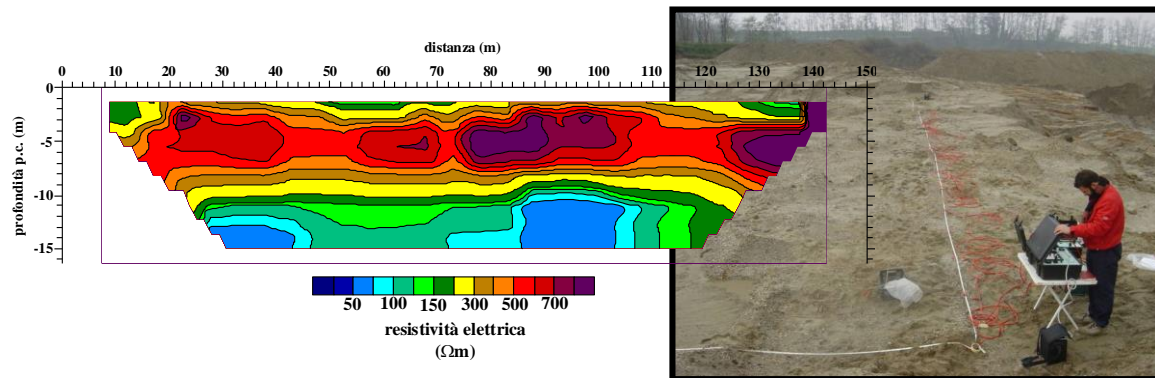 distanza (m)
0 10 20 30 40 50 60 70 80 90 100 110 120 130 140 150
profondità p.c. (m)
0
-5
-10
-15
50 100 150 300 500 700
resistività elettrica
(Ωm)